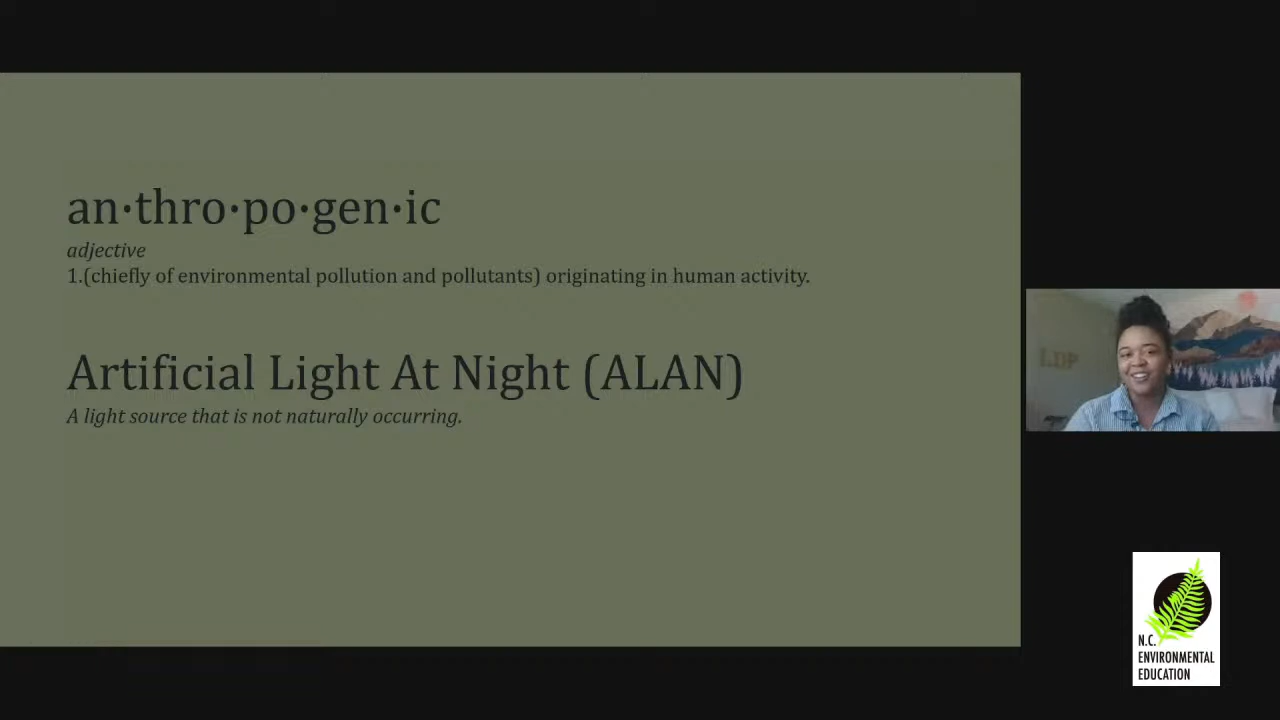 an·thro·po·gen·ic
adjective
1.(chiefly of environmental pollution and pollutants) originating in human activity.
Artificial Light At Night (ALAN)
A light source that is not naturally occurring.
LDP
N.C.
ENVIRONMENTAL
EDUCATION